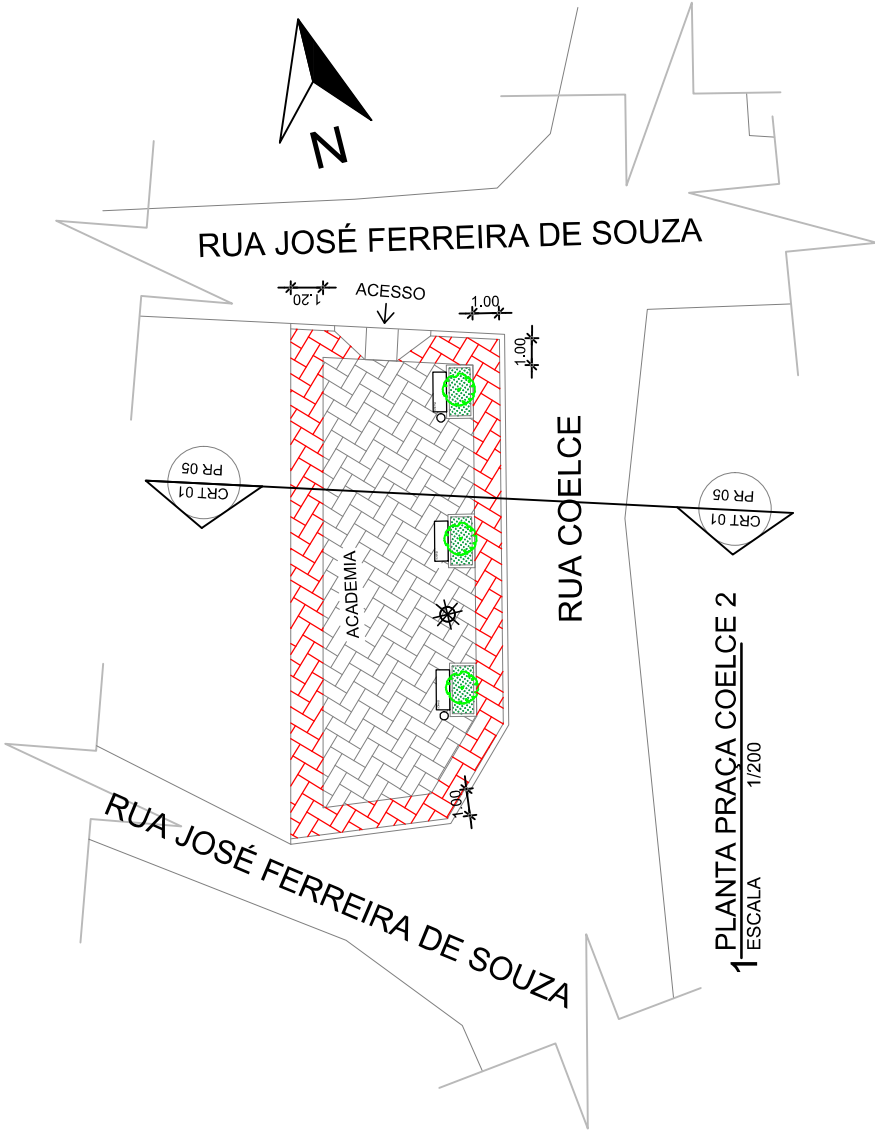 N
RUA JOSÉ FERREIRA DE SOUZA
1.20
ACESSO
1.00
1.00
PR 05
CRT 01
RUA COELCE
PR 05
CRT 01
ACADEMIA
1.00
RUA JOSÉ FERREIRA DE SOUZA
1 PLANTA PRAÇA COELCE 2
ESCALA 1/200